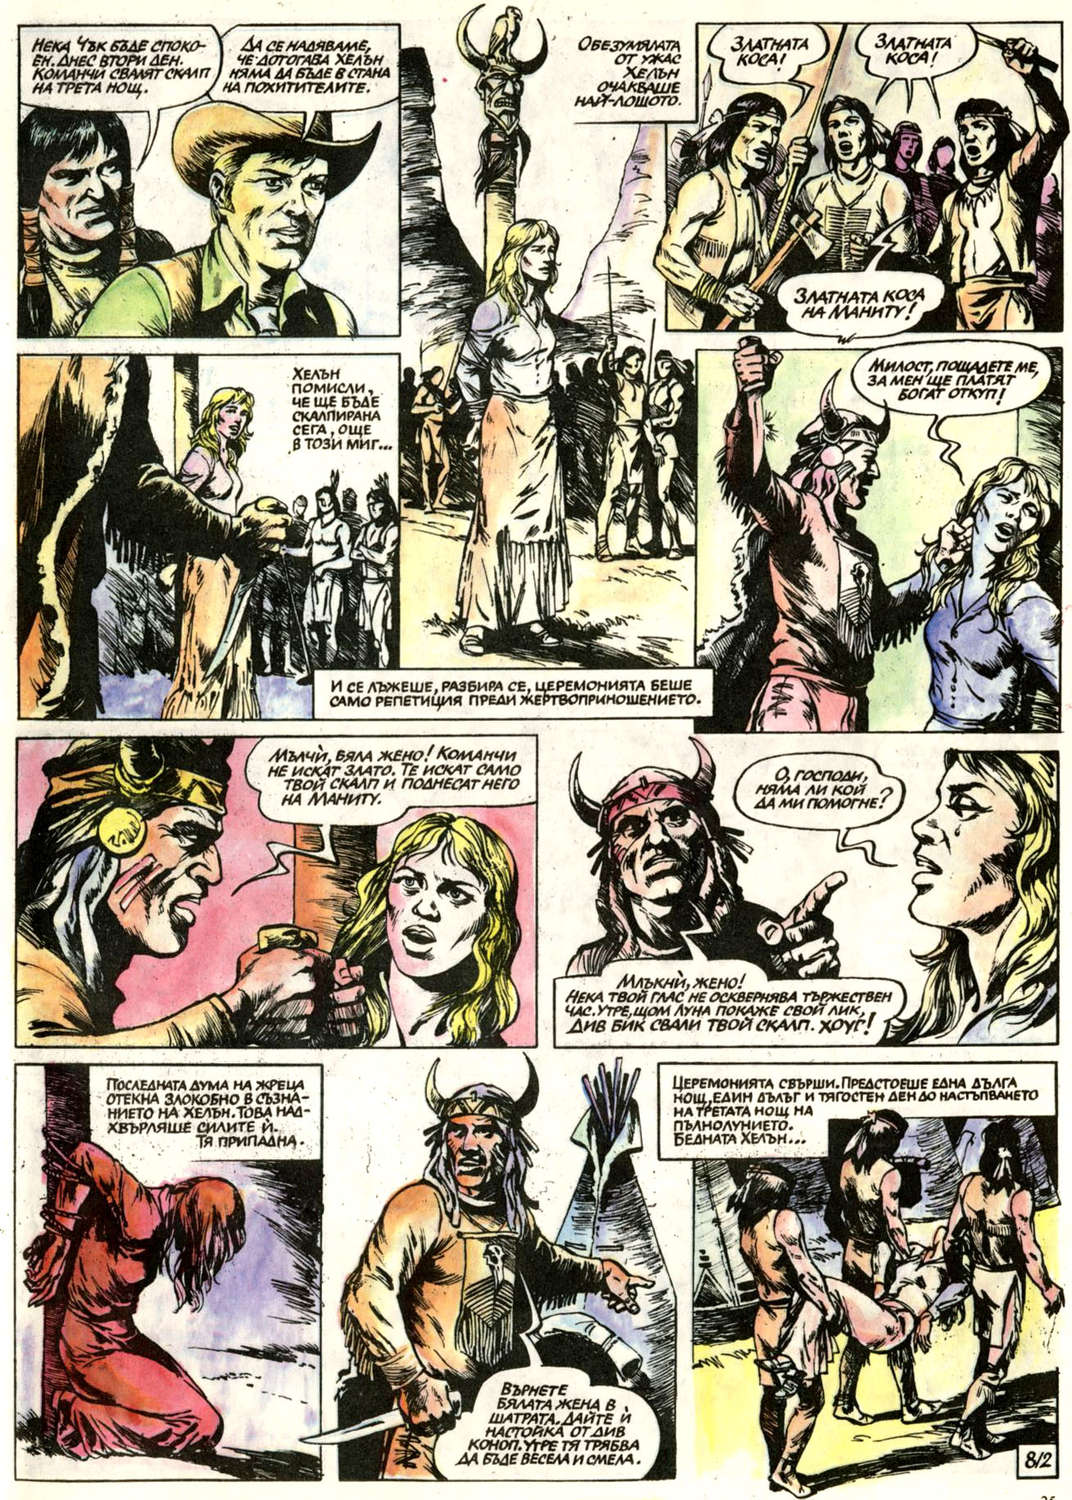 НЕКА ЧЪК БЪДЕ СПОКО-
ЕН. ДНЕС ВТОРИ ДЕН.
КОМАНЧИ СВАЛЯТ СКАЛП
НА ТРЕТА НОЩ.
ДА СЕ НАДЯВАМЕ,
ЧЕ ДОТОГАВА ХЕЛЪН
НЯМА ДА БЪДЕ В СТАНА
НА ПОХИТИТЕЛИТЕ.
ОБЕЗУМЯЛАТА
ОТ УЖАС
ХЕЛЪН
ОЧАКВАШЕ
НАЙ-ЛОШОТО.
ЗЛАТНАТА
КОСА!
ЗЛАТНАТА
КОСА!
ЗЛАТНАТА КОСА
НА МАНИТУ!
ХЕЛЪН
ПОМИСЛИ,
ЧЕ ЩЕ БЪДЕ
СКАЛПИРАНА
СЕГА, ОЩЕ
В ТОЗИ МИГ...
МИЛОСТ, ПОЩАДЕТЕ МЕ,
ЗА МЕН ЩЕ ПЛАТЯТ
БОГАТ ОТКУП!
И СЕ ЛЪЖЕШЕ, РАЗБИРА СЕ, ЦЕРЕМОНИЯТА БЕШЕ
САМО РЕПЕТИЦИЯ ПРЕДИ ЖЕРТВОПРИНОШЕНИЕТО.
МЪЛЧѝ, БЯЛА ЖЕНО! КОМАНЧИ
НЕ ИСКАТ ЗЛАТО. ТЕ ИСКАТ САМО
ТВОЙ СКАЛП И ПОДНЕСАТ НЕГО
НА МАНИТУ.
О, ГОСПОДИ,
НЯМА ЛИ КОЙ
ДА МИ ПОМОГНЕ?
МЛЪКНѝ, ЖЕНО!
НЕКА ТВОЙ ГЛАС НЕ ОСКВЕРНЯВА ТЪРЖЕСТВЕН
ЧАС. УТРЕ, ЩОМ ЛУНА ПОКАЖЕ СВОЙ ЛИК,
ДИВ БИК СВАЛИ ТВОЙ СКАЛП. ХОУГ!
ПОСЛЕДНАТА ДУМА НА ЖРЕЦА
ОТЕКНА ЗЛОКОБНО В СЪЗНА-
НИЕТО НА ХЕЛЪН. ТОВА НАД-
ХВЪРЛЯШЕ СИЛИТЕ Й.
ТЯ ПРИПАДНА.
ВЪРНЕТЕ
БЯЛАТА ЖЕНА В
ШАТРАТА. ДАЙТЕ Ѝ
НАСТОЙКА ОТ ДИВ
КОНОП. УТРЕ ТЯ ТРЯБВА
ДА БЪДЕ ВЕСЕЛА И СМЕЛА.
ЦЕРЕМОНИЯТА СВЪРШИ. ПРЕДСТОЕШЕ ЕДНА ДЪЛГА
НОЩ, ЕДИН ДЪЛЪГ И ТЯГОСТЕН ДЕН ДО НАСТЪПВАНЕТО
НА ТРЕТАТА НОЩ НА
ПЪЛНОЛУНИЕТО.
БЕДНАТА ХЕЛЪН...
8/2